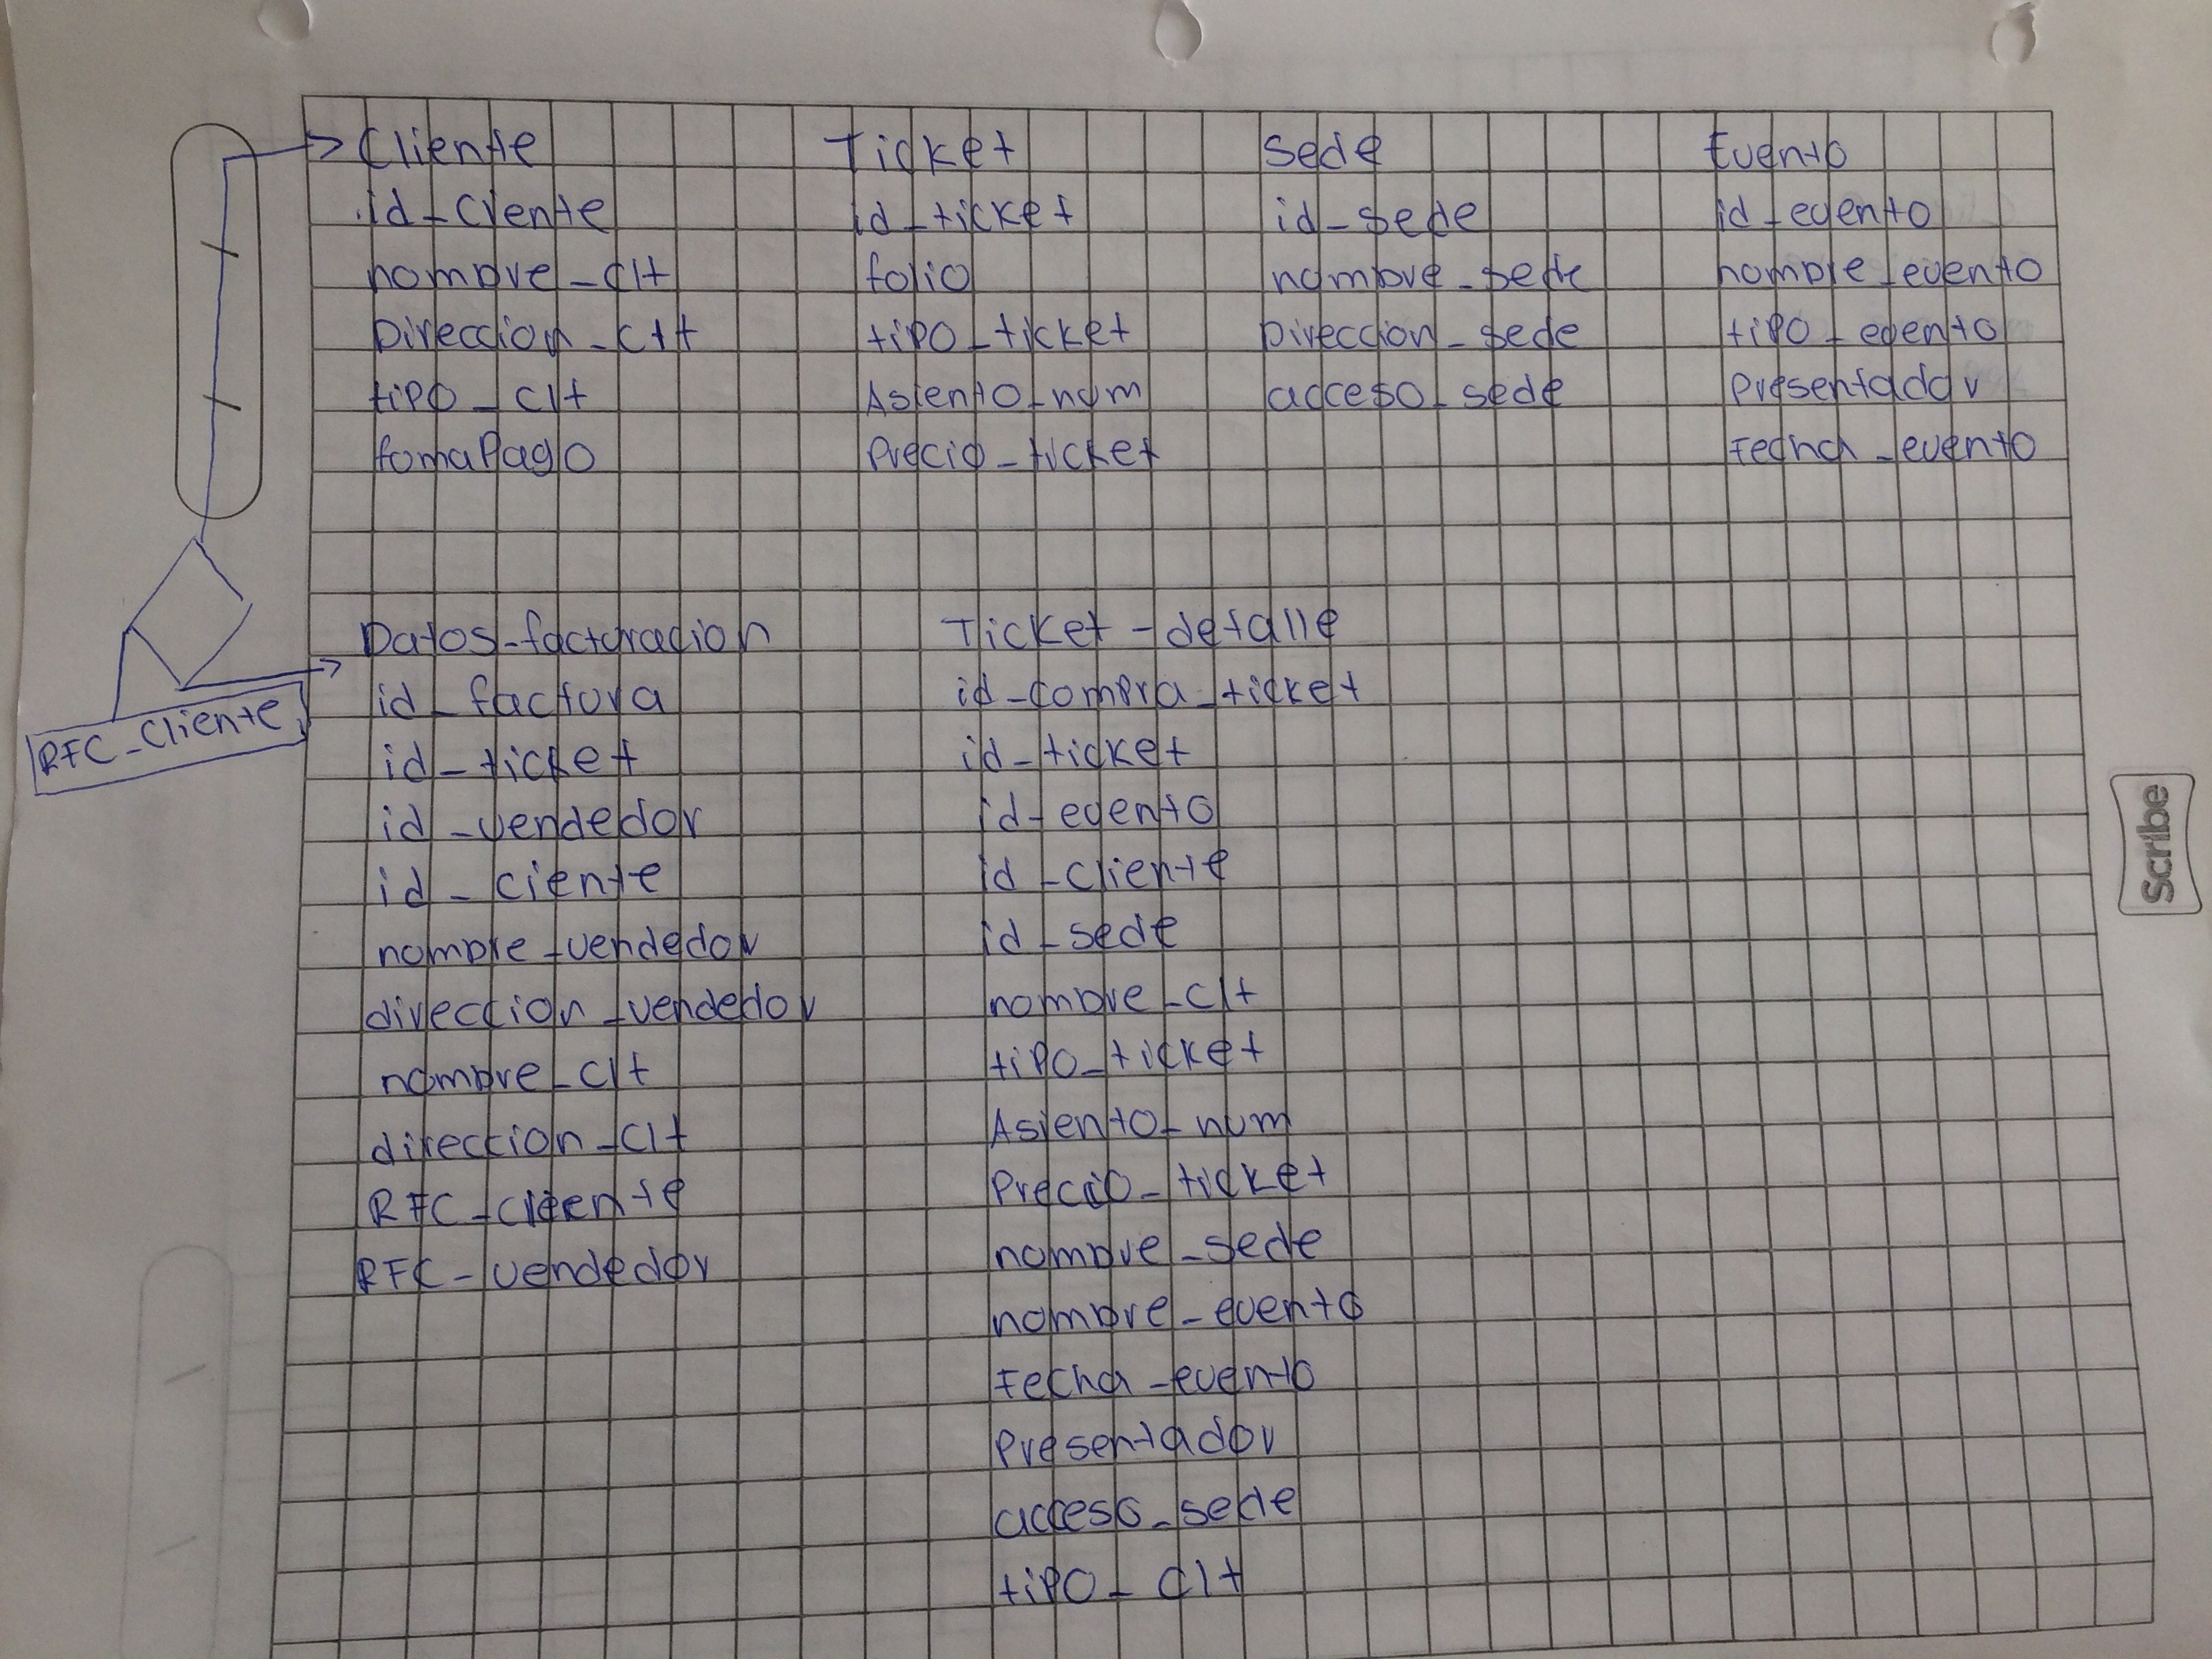 Cliente
id_Cliente
nombre_clt
Direccion_clt
tipo_clt
formaPago
Ticket
id_ticket
folio
tipo_ticket
Asiento_num
Precio_ticket
Sede
id_sede
nombre_sede
Direccion_sede
acceso_sede
Evento
id_evento
nombre_evento
tipo_evento
Presentador
Fecha_evento
RFC_Cliente
Datos_facturacion
id_factura
id_ticket
id_vendedor
id_ciente
nombre_vendedor
direccion_vendedor
nombre_clt
direccion_clt
RFC_cliente
RFC_vendedor
Ticket_detalle
id_compra_ticket
id_ticket
id_evento
id_Cliente
id_sede
nombre_clt
tipo_ticket
Asiento_num
Precio_ticket
nombre_sede
nombre_evento
Fecha_evento
Presentador
acceso_sede
tipo_clt
Scribe